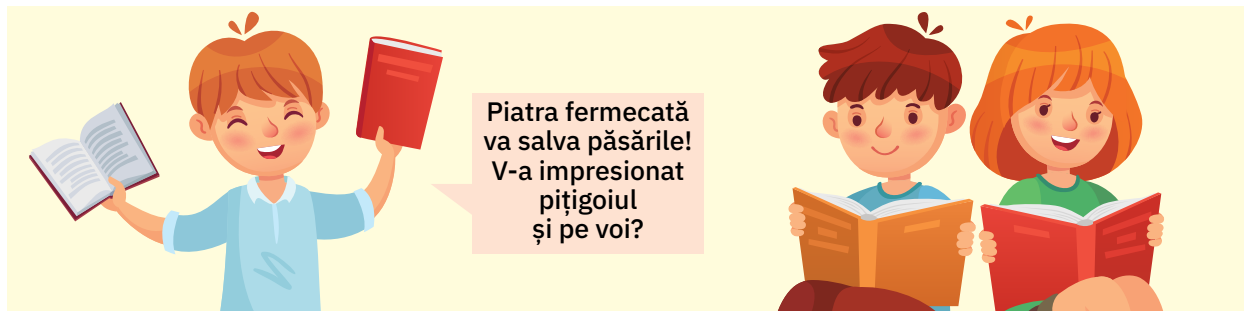 Piatra fermecată
va salva păsările!
V-a impresionat
pițigoiul
și pe voi?